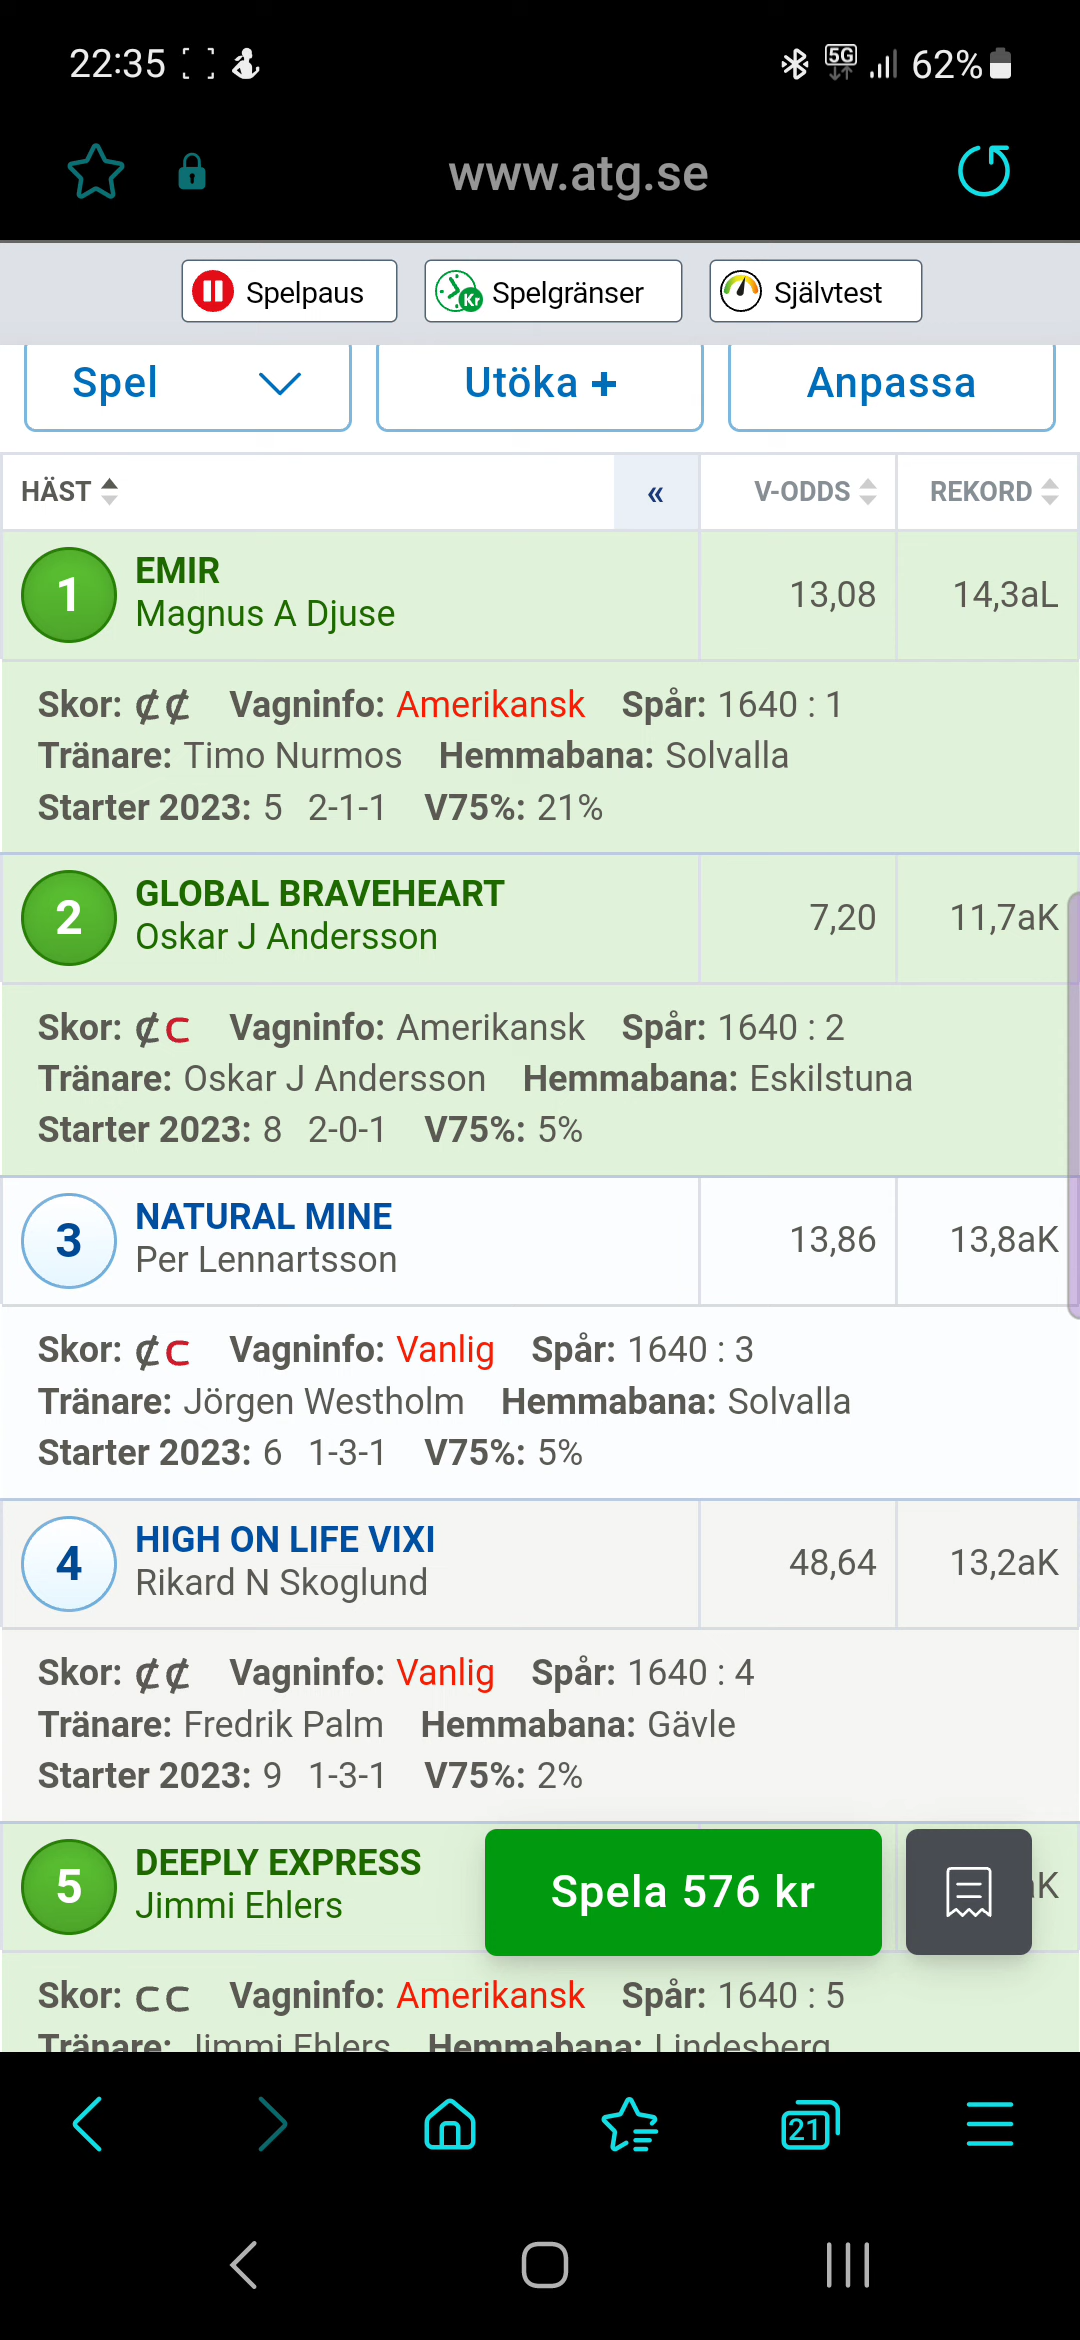 22:35 5G 62%
www.atg.se
Spelpaus Kr Spelgränser Självtest
Spel Utöka + Anpassa
HÄST « V-ODDS REKORD
1 EMIR 13,08 14,3aL
Magnus A Djuse
Skor: ₵₵ Vagninfo: Amerikansk Spår: 1640 : 1
Tränare: Timo Nurmos Hemmabana: Solvalla
Starter 2023: 5 2-1-1 V75%: 21%
2 GLOBAL BRAVEHEART 7,20 11,7aK
Oskar J Andersson
Skor: ₵C Vagninfo: Amerikansk Spår: 1640 : 2
Tränare: Oskar J Andersson Hemmabana: Eskilstuna
Starter 2023: 8 2-0-1 V75%: 5%
3 NATURAL MINE 13,86 13,8aK
Per Lennartsson
Skor: ₵C Vagninfo: Vanlig Spår: 1640 : 3
Tränare: Jörgen Westholm Hemmabana: Solvalla
Starter 2023: 6 1-3-1 V75%: 5%
4 HIGH ON LIFE VIXI 48,64 13,2aK
Rikard N Skoglund
Skor: ₵₵ Vagninfo: Vanlig Spår: 1640 : 4
Tränare: Fredrik Palm Hemmabana: Gävle
Starter 2023: 9 1-3-1 V75%: 2%
5 DEEPLY EXPRESS
Jimmi Ehlers
Spela 576 kr
K
Skor: CC Vagninfo: Amerikansk Spår: 1640 : 5
Tränare: Jimmi Ehlers Hemmabana: Lindesberg
21